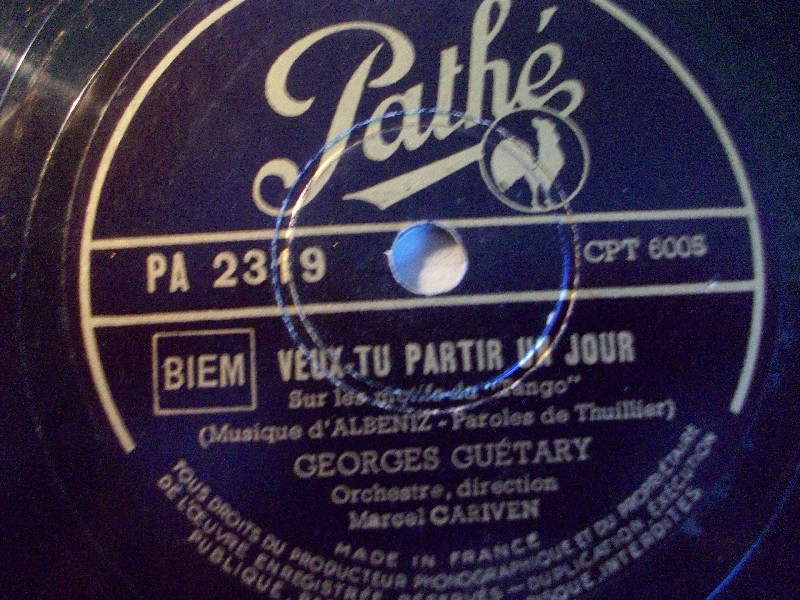 Pathé
PA 2319
CPT 6005
BIEM
VEUX-TU PARTIR UN JOUR
Sur les motifs du "Tango"
(Musique d'ALBENIZ - Paroles de Thuillier)
GEORGES GUÉTARY
Orchestre, direction
Marcel CARIVEN
MADE IN FRANCE
TOUS DROITS DU PRODUCTEUR PHONOGRAPHIQUE ET DU PROPRIÉTAIRE
DE L'ŒUVRE ENREGISTRÉE RÉSERVÉS - DUPLICATION EXÉCUTION
PUBLIQUE, DISQUE, INTERDITES